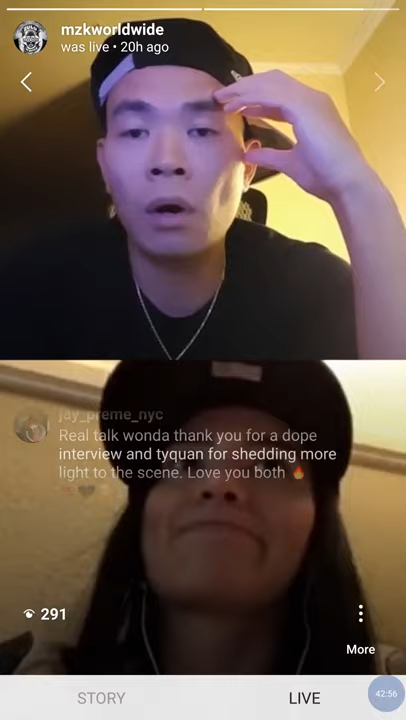 mzkworldwide
was live • 20h ago
jay_preme_nyc
Real talk wonda thank you for a dope
interview and tyquan for shedding more
light to the scene. Love you both 🔥
291
More
STORY
LIVE
42:56